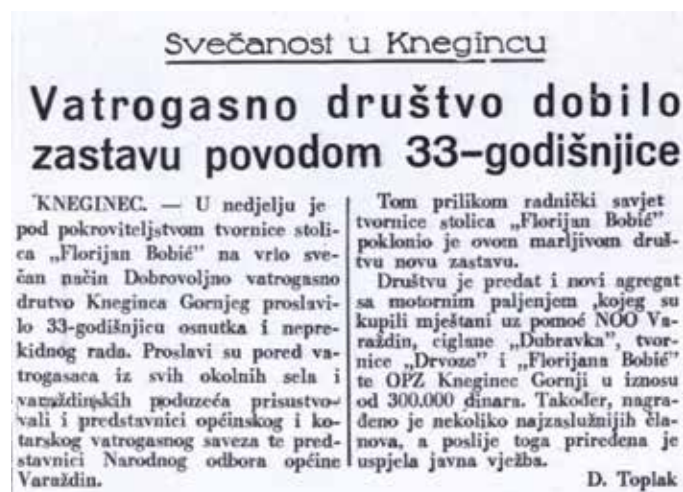 Svečanost u Knegincu
Vatrogasno društvo dobilo
zastavu povodom 33-godišnjice
KNEGINEC. — U nedjelju je
pod pokroviteljstvom tvornice stoli-
ca „Florijan Bobić" na vrlo sve-
čan način Dobrovoljno vatrogasno
drutvo Kneginca Gornjeg proslavi-
lo 33-godišnjicu osnutka i nepre-
kidnog rada. Proslavi su pored va-
trogasaca iz svih okolnih sela i
varaždinskih poduzeća prisustvo-
vali i predstavnici općinskog i ko-
tarskog vatrogasnog saveza te pred-
stavnici Narodnog odbora općine
Varaždin.
Tom prilikom radnički savjet
tvornice stolica „Florijan Bobić"
poklonio je ovom marljivom druš-
tvu novu zastavu.
Društvu je predat i novi agregat
sa motornim paljenjem ,kojeg su
kupili mještani uz pomoć NOO Va-
raždin, ciglane „Dubravka", tvor-
nice „Drvoze" i „Florijana Bobić"
te OPZ Kneginec Gornji u iznosu
od 300.000 dinara. Također, nagra-
đeno je nekoliko najzaslužnijih čla-
nova, a poslije toga priređena je
uspjela javna vježba.
D. Toplak